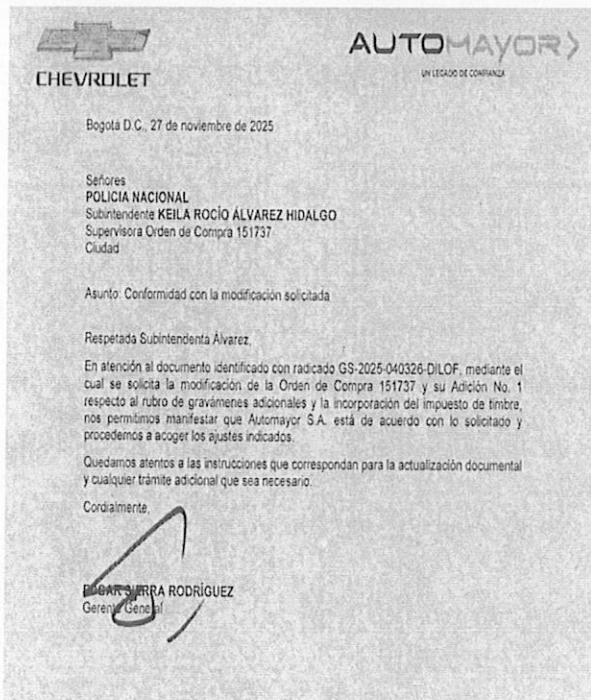 CHEVROLET
AUTOMAYOR
UN LEGADO DE CONFIANZA
Bogotá D.C., 27 de noviembre de 2025
Señores
POLICIA NACIONAL
Subintendente KEILA ROCÍO ÁLVAREZ HIDALGO
Supervisora Orden de Compra 151737
Ciudad
Asunto: Conformidad con la modificación solicitada
Respetada Subintendenta Álvarez,
En atención al documento identificado con radicado GS-2025-040326-DILOF, mediante el
cual se solicita la modificación de la Orden de Compra 151737 y su Adición No. 1
respecto al rubro de gravámenes adicionales y la incorporación del impuesto de timbre,
nos permitimos manifestar que Automayor S.A. está de acuerdo con lo solicitado y
procedemos a acoger los ajustes indicados.
Quedamos atentos a las instrucciones que correspondan para la actualización documental
y cualquier trámite adicional que sea necesario.
Cordialmente,
SIERRA RODRÍGUEZ
Gerente General